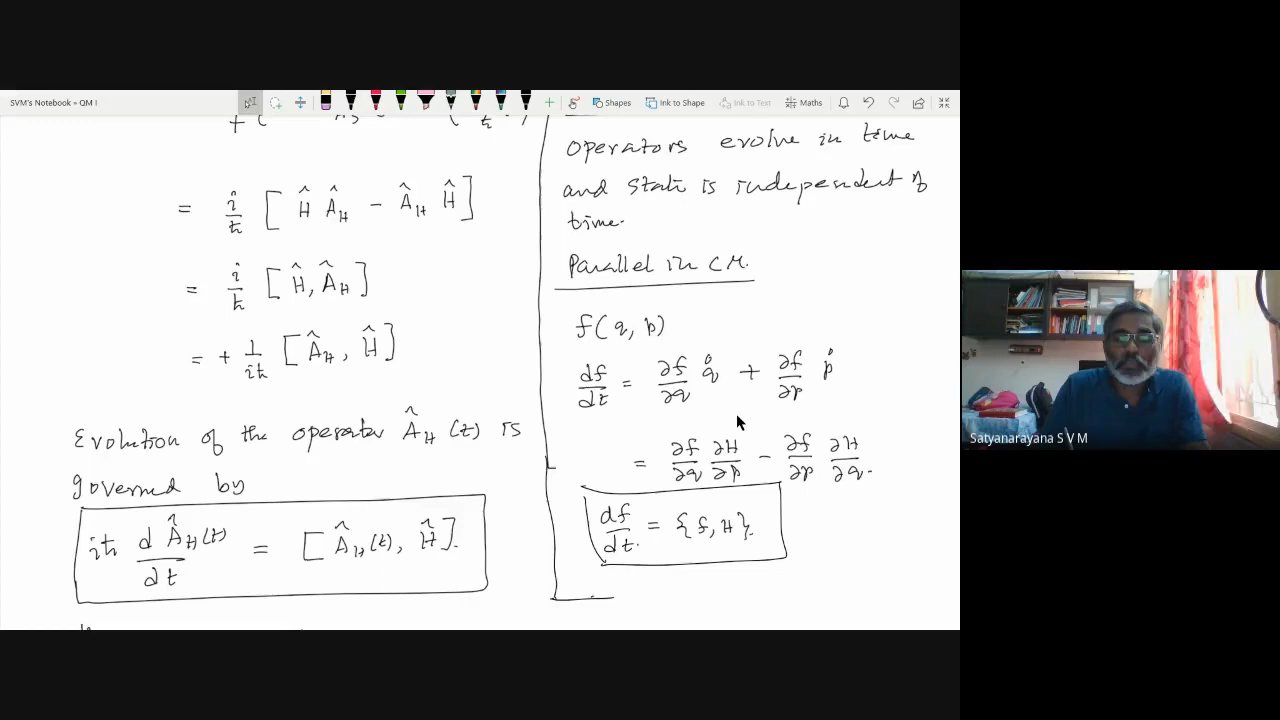 SVM's Notebook » QM I
Shapes
Ink to Shape
Ink to Text
Maths
= i/ħ [ Ĥ Â_H - Â_H Ĥ ]
= i/ħ [ Ĥ, Â_H ]
= + 1/iħ [ Â_H, Ĥ ]
Evolution of the operator Â_H(t) is
governed by
iħ d Â_H(t)/dt = [ Â_H(t), Ĥ ].
operators evolve in time
and state is independent of
time.
Parallel in CM.
f(q, p)
df/dt = ∂f/∂q q̇ + ∂f/∂p ṗ
= ∂f/∂q ∂H/∂p - ∂f/∂p ∂H/∂q.
df/dt. = {f, H}.
Satyanarayana S V M